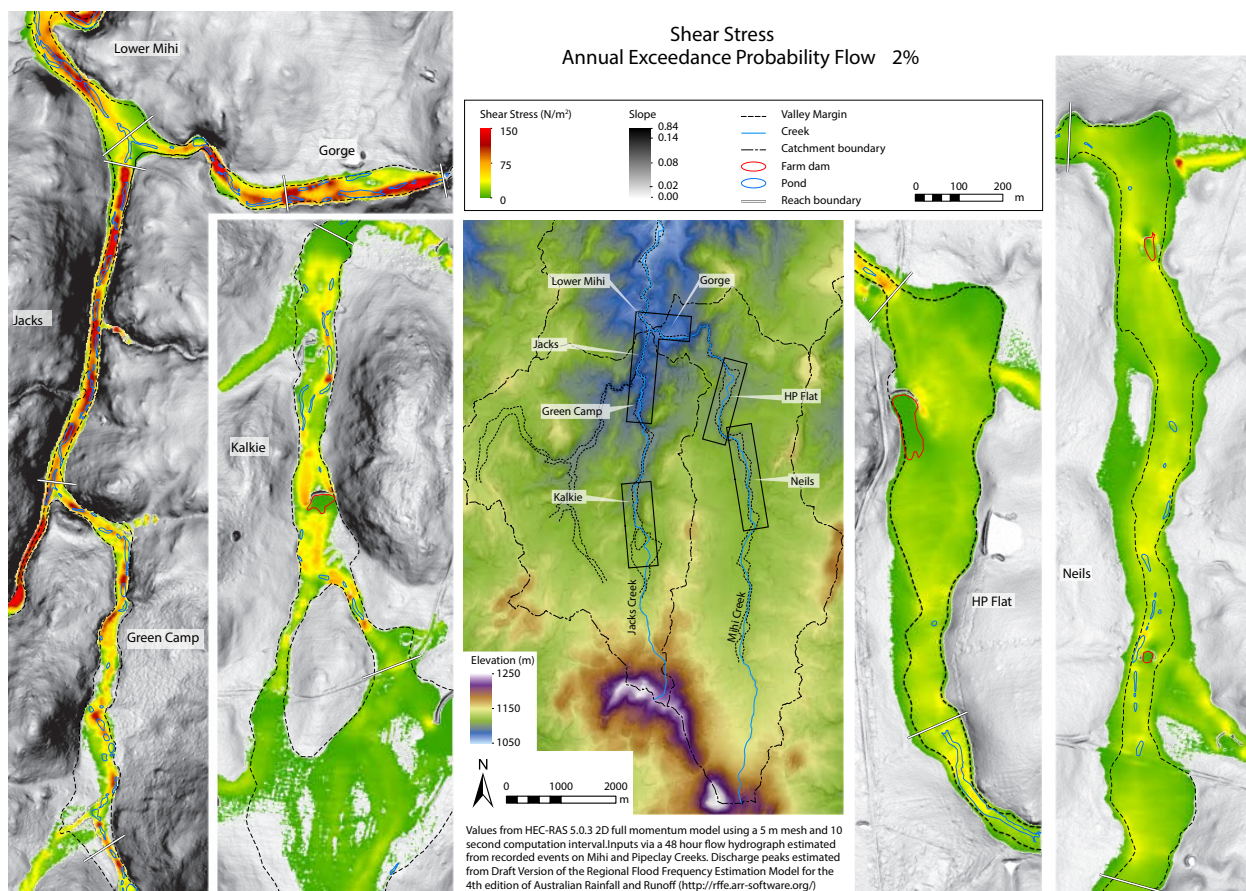 Shear Stress
Annual Exceedance Probability Flow 2%
Lower Mihi
Gorge
Jacks
Green Camp
Kalkie
Shear Stress (N/m²)
150
75
0
Slope
0.84
0.14
0.08
0.02
0.00
Valley Margin
Creek
Catchment boundary
Farm dam
Pond
Reach boundary
0 100 200
m
Lower Mihi
Gorge
Jacks
Green Camp
HP Flat
Kalkie
Neils
Jacks Creek
Mihi Creek
Elevation (m)
1250
1150
1050
N
0 1000 2000
m
HP Flat
Neils
Values from HEC-RAS 5.0.3 2D full momentum model using a 5 m mesh and 10
second computation interval.Inputs via a 48 hour flow hydrograph estimated
from recorded events on Mihi and Pipeclay Creeks. Discharge peaks estimated
from Draft Version of the Regional Flood Frequency Estimation Model for the
4th edition of Australian Rainfall and Runoff (http://rffe.arr-software.org/)